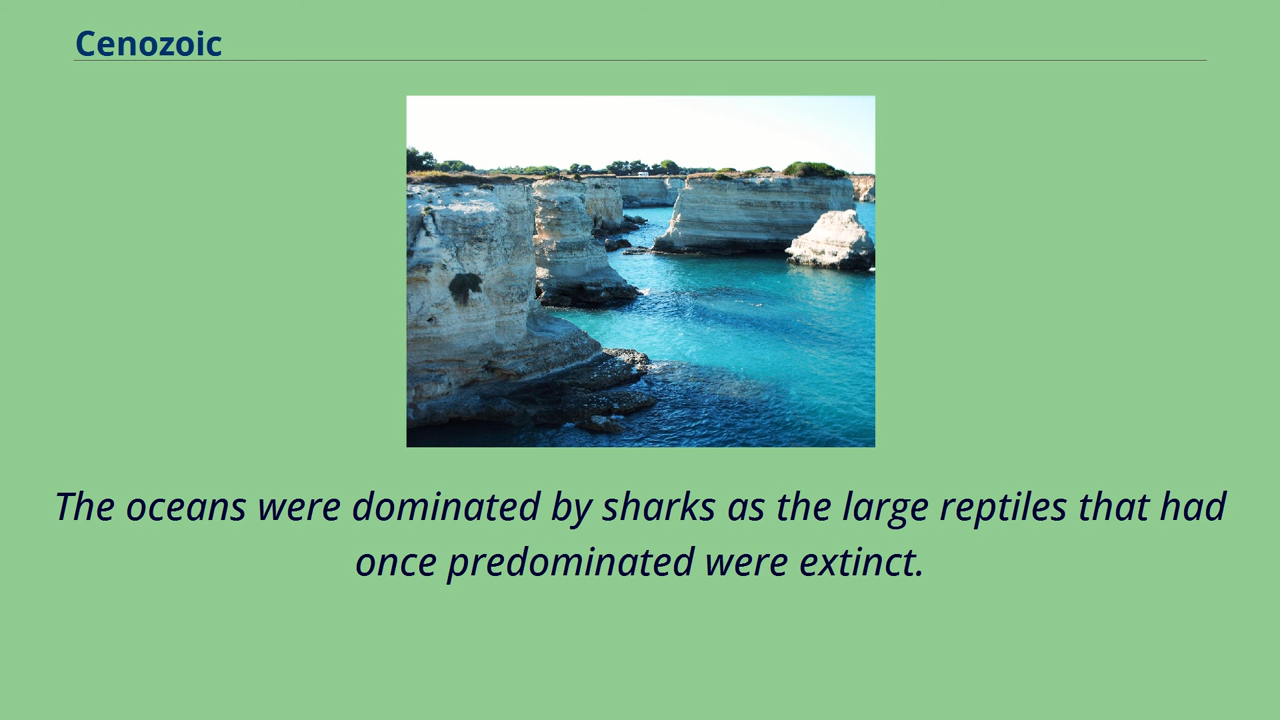 Cenozoic
The oceans were dominated by sharks as the large reptiles that had
once predominated were extinct.